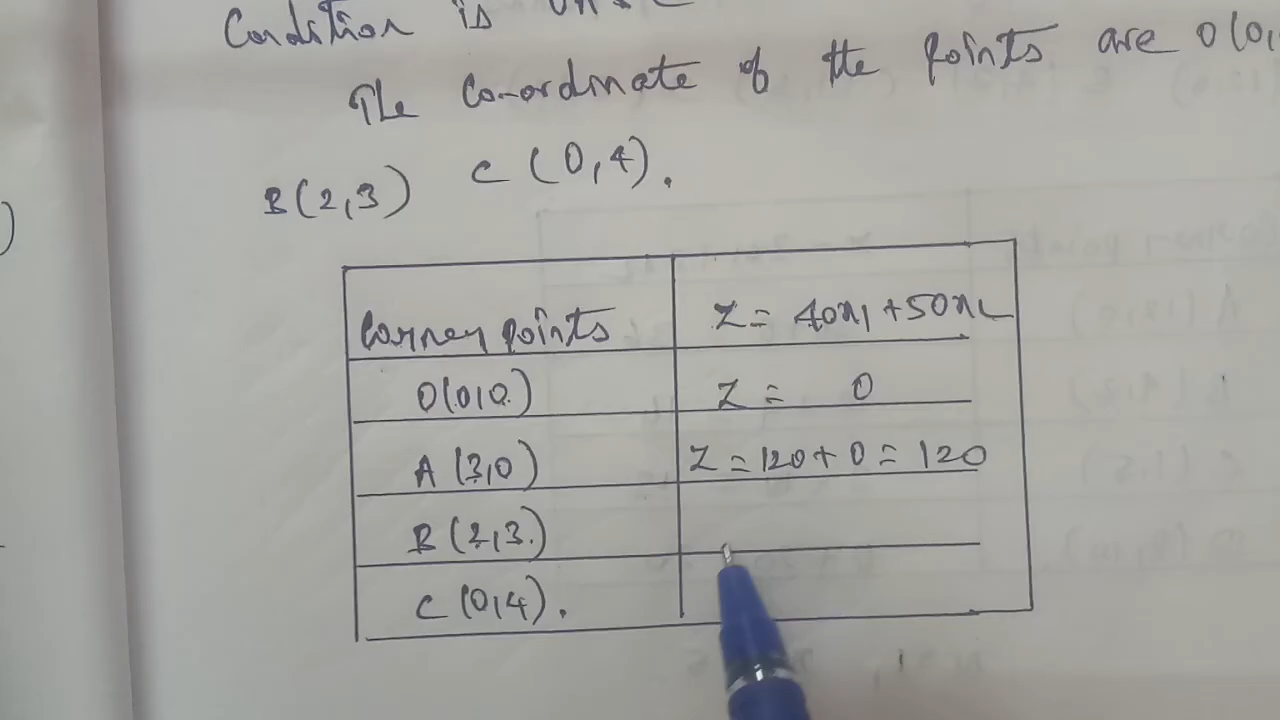 Condition is
The Co-ordinate of the points are O(0,
B(2,3) C(0,4).
Corner points Z = 40x1 + 50x2
O(0,0) Z = 0
A(3,0) Z = 120 + 0 = 120
B(2,3)
C(0,4).